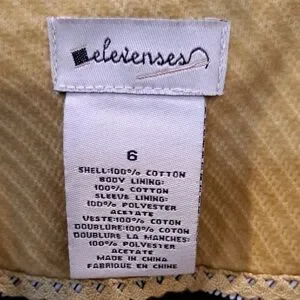 elevenses
6
SHELL:100% COTTON
BODY LINING:
100% COTTON
SLEEVE LINING:
100% POLYESTER
ACETATE
VESTE:100% COTON
DOUBLURE:100% COTON
DOUBLURE LA MANCHES:
100% POLYESTER
ACETATE
MADE IN CHINA
FABRIQUE EN CHINE